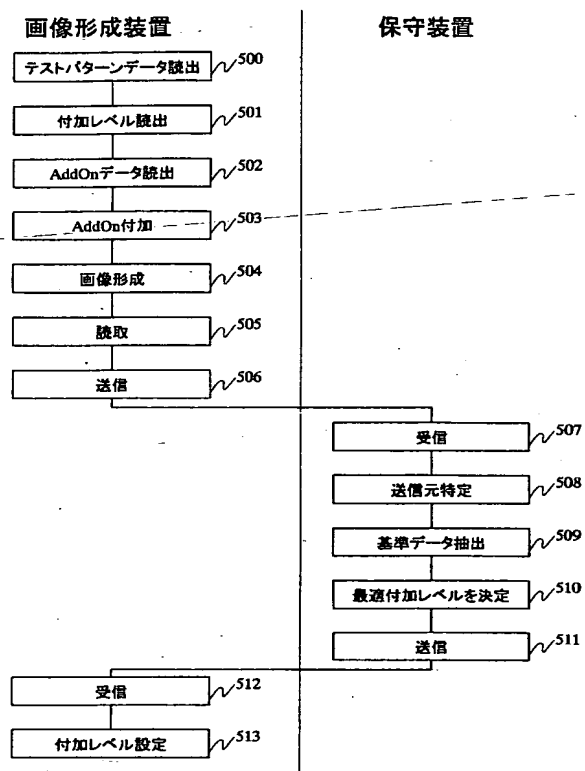 画像形成装置
保守装置
テストパターンデータ読出
500
付加レベル読出
501
AddOnデータ読出
502
AddOn付加
503
画像形成
504
読取
505
送信
506
受信
507
送信元特定
508
基準データ抽出
509
最適付加レベルを決定
510
送信
511
受信
512
付加レベル設定
513